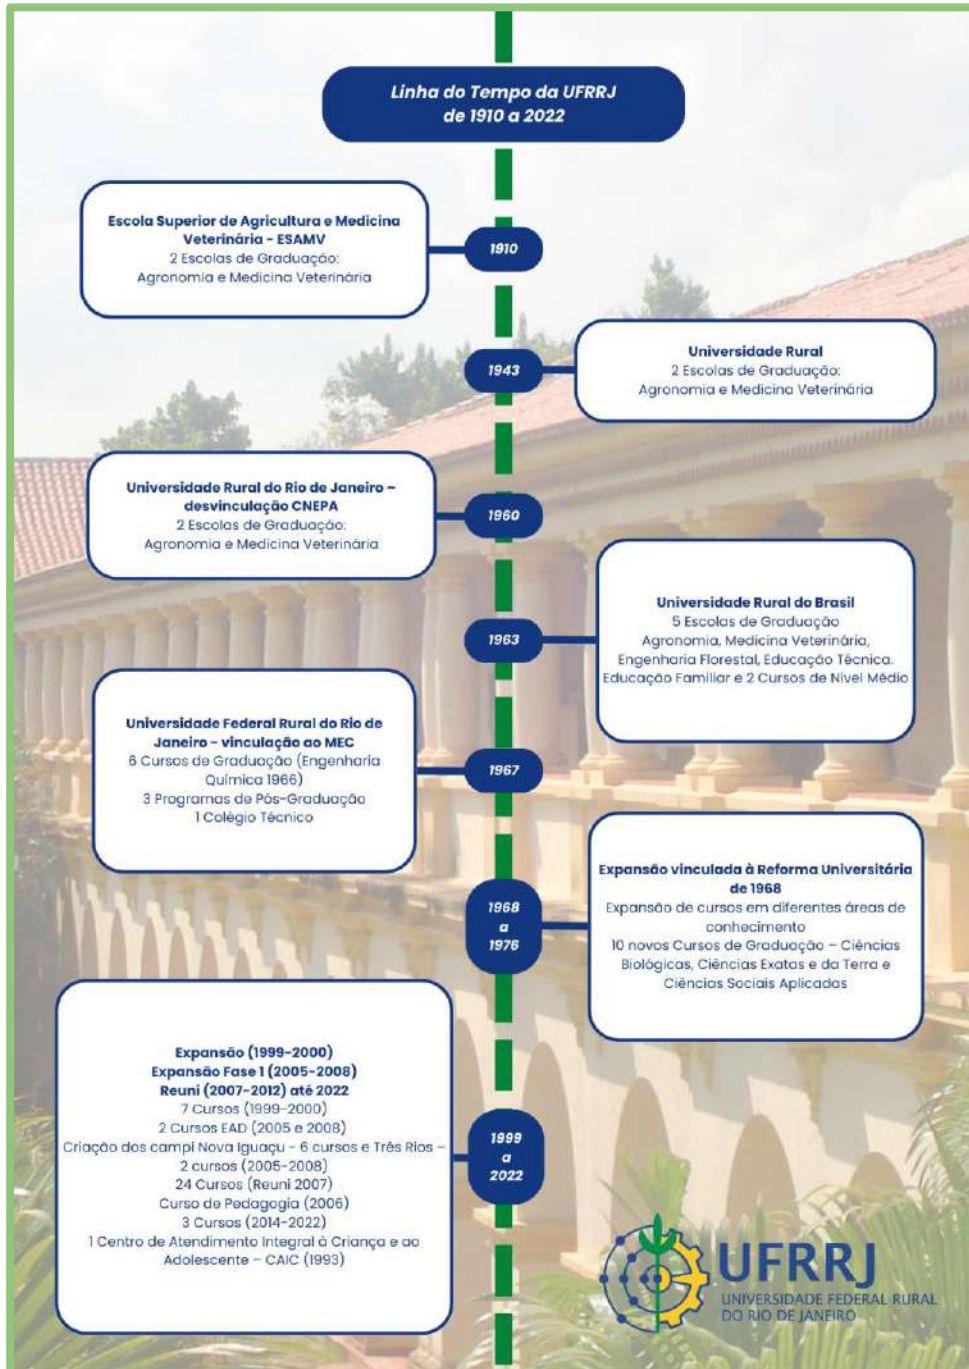 Linha do Tempo da UFRRJ
de 1910 a 2022
Escola Superior de Agricultura e Medicina
Veterinária - ESAMV
2 Escolas de Graduação:
Agronomia e Medicina Veterinária
1910
1943
Universidade Rural
2 Escolas de Graduação:
Agronomia e Medicina Veterinária
Universidade Rural do Rio de Janeiro –
desvinculação CNEPA
2 Escolas de Graduação:
Agronomia e Medicina Veterinária
1960
1963
Universidade Rural do Brasil
5 Escolas de Graduação
Agronomia, Medicina Veterinária,
Engenharia Florestal, Educação Técnica.
Educação Familiar e 2 Cursos de Nível Médio
Universidade Federal Rural do Rio de
Janeiro – vinculação ao MEC
6 Cursos de Graduação (Engenharia
Química 1966)
3 Programas de Pós-Graduação
1 Colégio Técnico
1967
1968
a
1976
Expansão vinculada à Reforma Universitária
de 1968
Expansão de cursos em diferentes áreas de
conhecimento
10 novos Cursos de Graduação – Ciências
Biológicas, Ciências Exatas e da Terra e
Ciências Sociais Aplicadas
Expansão (1999-2000)
Expansão Fase 1 (2005-2008)
Reuni (2007-2012) até 2022
7 Cursos (1999-2000)
2 Cursos EAD (2005 e 2008)
Criação dos campi Nova Iguaçu - 6 cursos e Três Rios –
2 cursos (2005-2008)
24 Cursos (Reuni 2007)
Curso de Pedagogia (2006)
3 Cursos (2014-2022)
1 Centro de Atendimento Integral à Criança e ao
Adolescente – CAIC (1993)
1999
a
2022
UFRRJ
UNIVERSIDADE FEDERAL RURAL
DO RIO DE JANEIRO